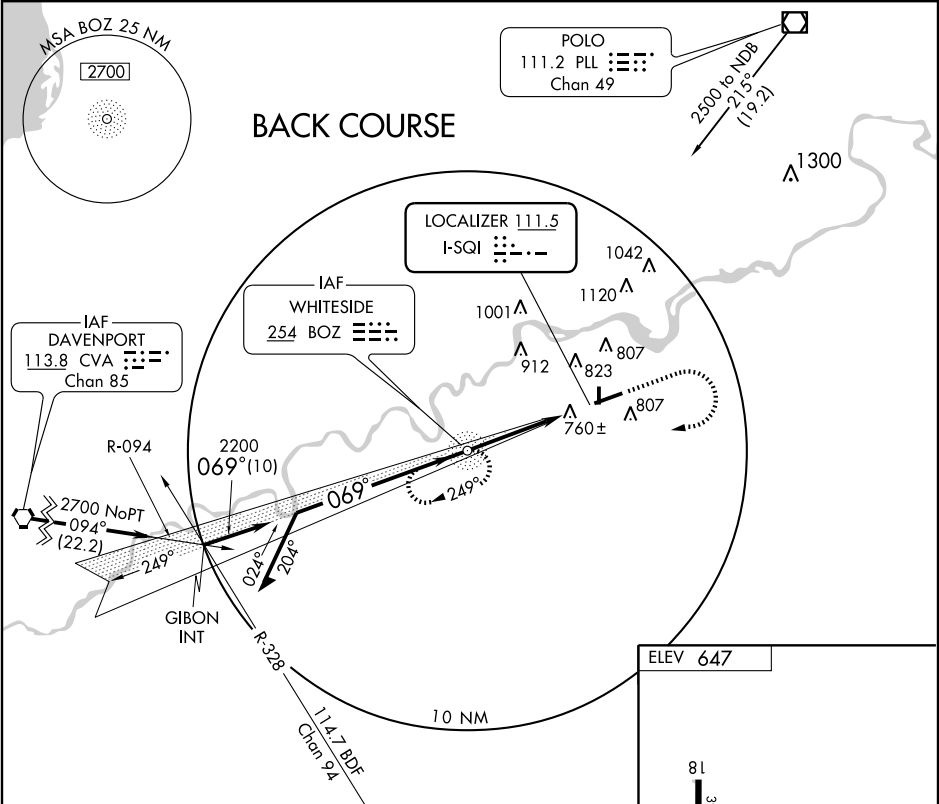 MSA BOZ 25 NM
2700
BACK COURSE
POLO
111.2 PLL
Chan 49
2500 to NDB
215°
(19.2)
1300
LOCALIZER 111.5
I-SQI
1042
1120
1001
IAF
WHITESIDE
254 BOZ
IAF
DAVENPORT
113.8 CVA
Chan 85
912
823
807
807
760±
R-094
2200
069° (10)
069°
249°
2700 NoPT
094°
(22.2)
249°
024°
204°
GIBON
INT
R-328
114.7 BDF
Chan 94
10 NM
ELEV 647
18
3